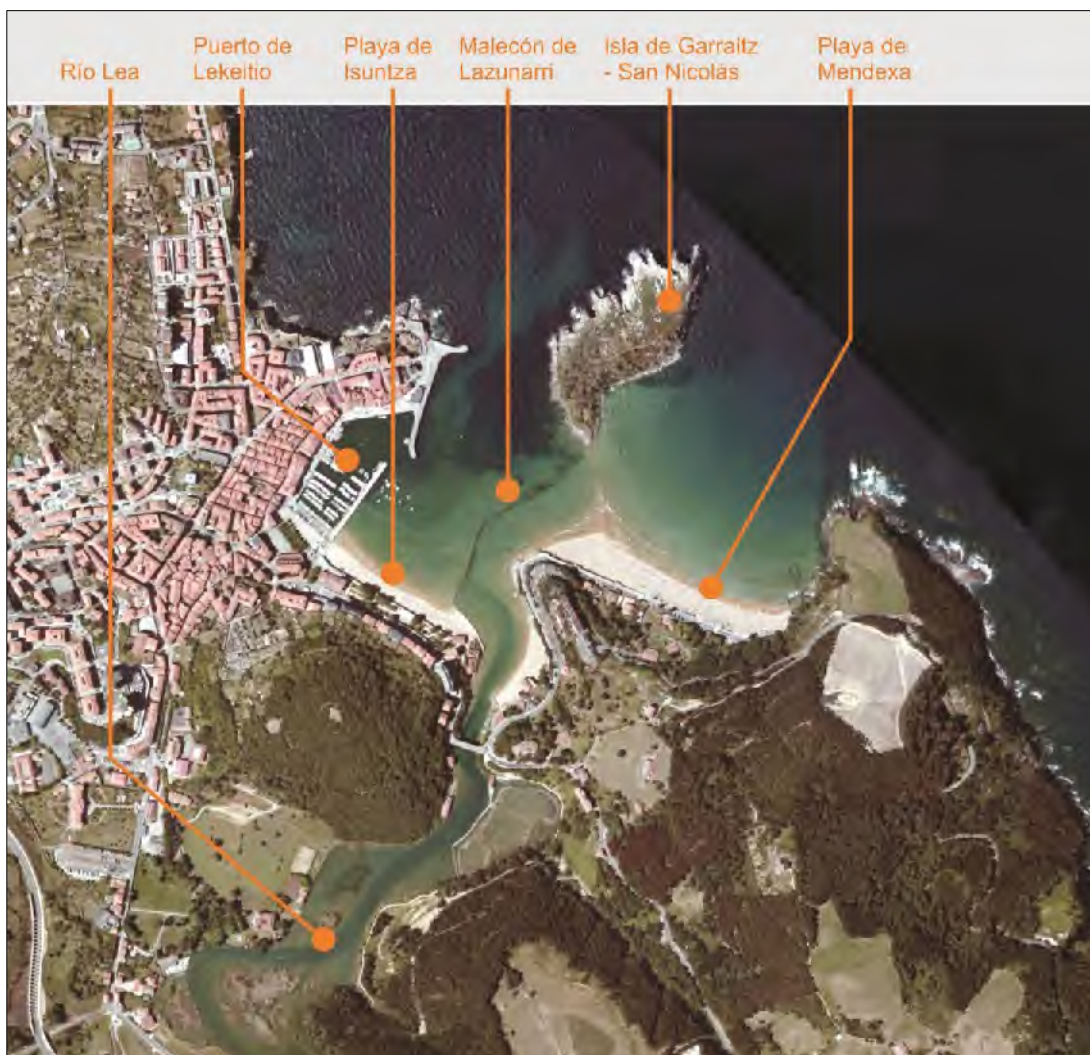 Río Lea
Puerto de
Lekeitio
Playa de
Isuntza
Malecón de
Lazunarri
Isla de Garraitz
- San Nicolás
Playa de
Mendexa